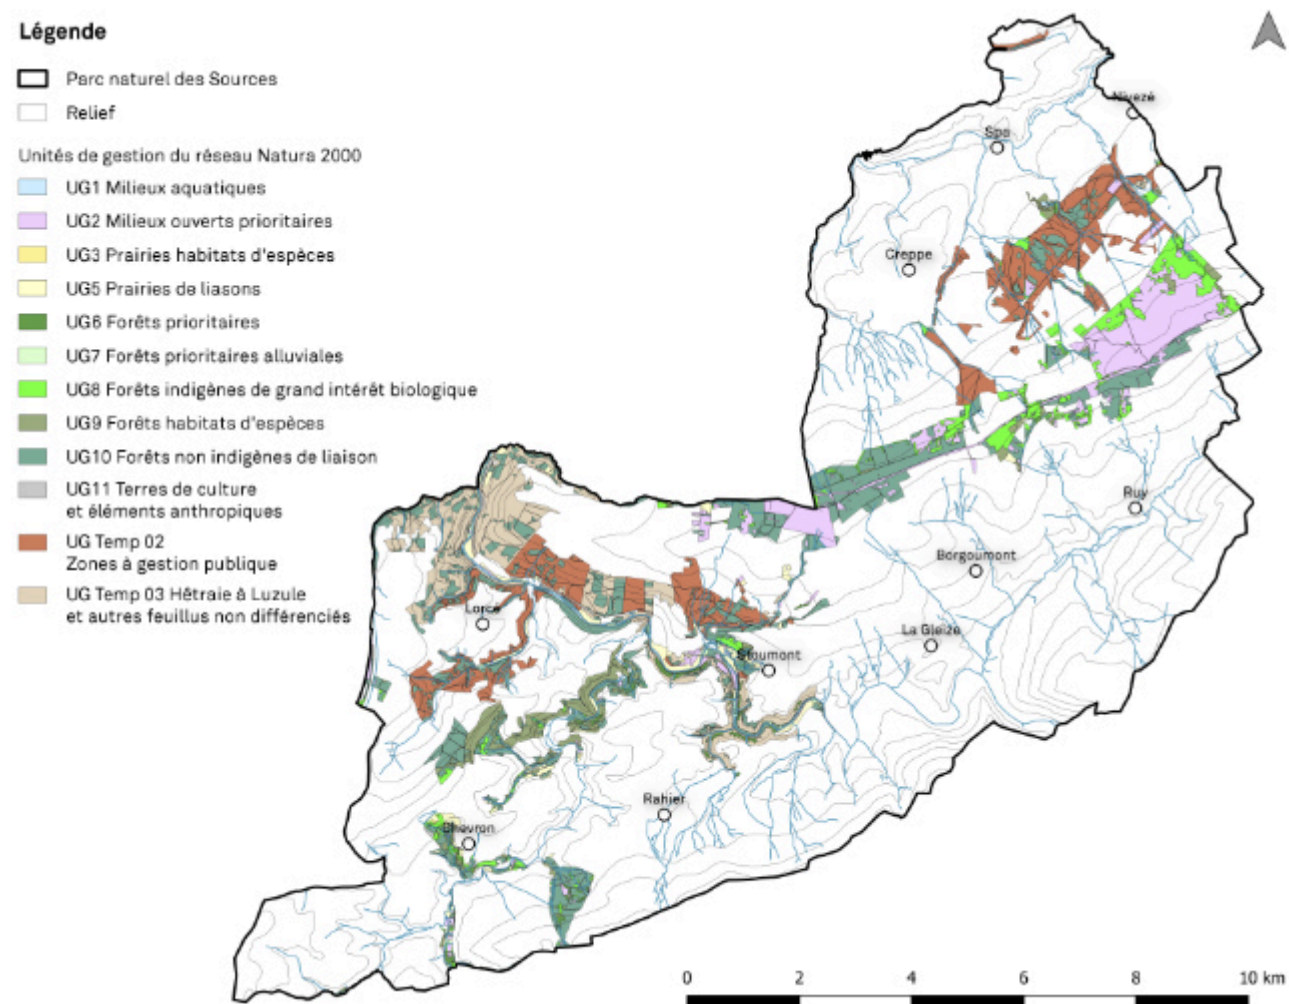 Légende
Parc naturel des Sources
Relief
Unités de gestion du réseau Natura 2000
UG1 Milieux aquatiques
UG2 Milieux ouverts prioritaires
UG3 Prairies habitats d'espèces
UG5 Prairies de liasons
UG6 Forêts prioritaires
UG7 Forêts prioritaires alluviales
UG8 Forêts indigènes de grand intérêt biologique
UG9 Forêts habitats d'espèces
UG10 Forêts non indigènes de liaison
UG11 Terres de culture
et éléments anthropiques
UG Temp 02
Zones à gestion publique
UG Temp 03 Hêtraie à Luzule
et autres feuillus non différenciés
Nivezé
Spa
Creppe
Ruy
Borgoumont
La Gleize
Lorcé
Stoumont
Rahier
Chevron
0 2 4 6 8 10 km